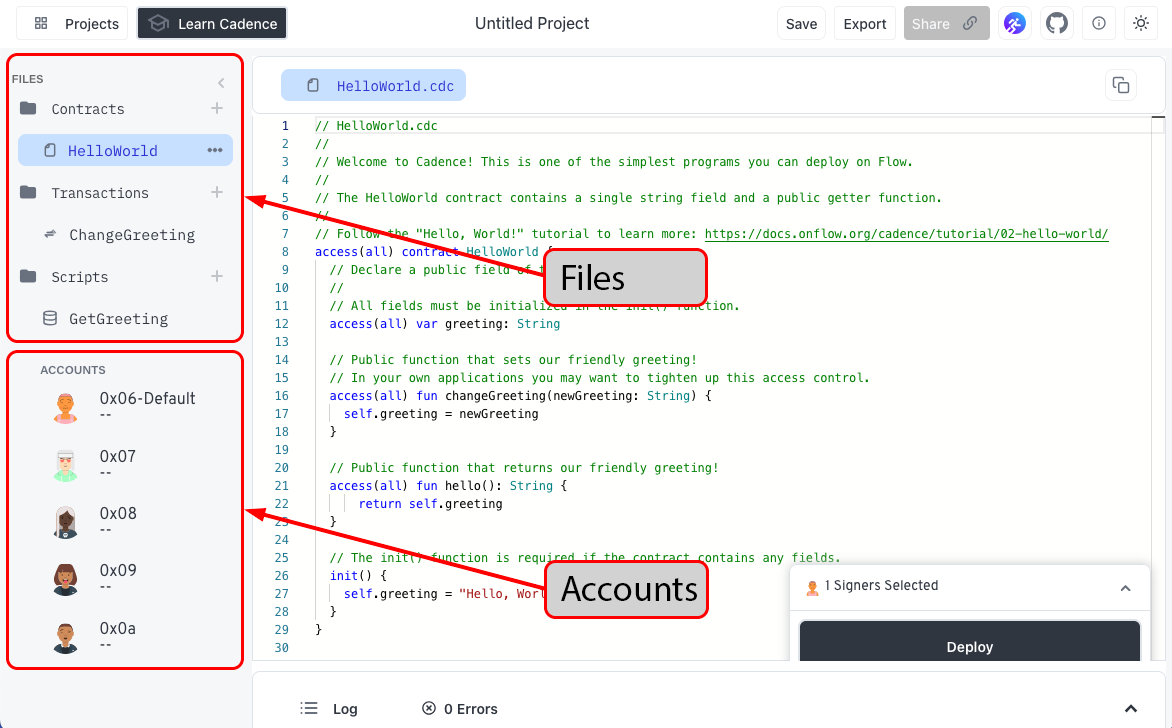 Projects
Learn Cadence
Untitled Project
Save
Export
Share
FILES
Contracts
HelloWorld
Transactions
ChangeGreeting
Scripts
GetGreeting
ACCOUNTS
0x06-Default
--
0x07
--
0x08
--
0x09
--
0x0a
--
HelloWorld.cdc
1 // HelloWorld.cdc
2 //
3 // Welcome to Cadence! This is one of the simplest programs you can deploy on Flow.
4 //
5 // The HelloWorld contract contains a single string field and a public getter function.
6 //
7 // Follow the "Hello, World!" tutorial to learn more: https://docs.onflow.org/cadence/tutorial/02-hello-world/
8 access(all) contract HelloWorld {
9 // Declare a public field of
10 //
11 // All fields must be initialized in the init() function.
12 access(all) var greeting: String
13
14 // Public function that sets our friendly greeting!
15 // In your own applications you may want to tighten up this access control.
16 access(all) fun changeGreeting(newGreeting: String) {
17 self.greeting = newGreeting
18 }
19
20 // Public function that returns our friendly greeting!
21 access(all) fun hello(): String {
22 return self.greeting
23 }
24
25 // The init() function is required if the contract contains any fields.
26 init() {
27 self.greeting = "Hello, Worl
28 }
29 }
30
Files
Accounts
1 Signers Selected
Deploy
Log
0 Errors